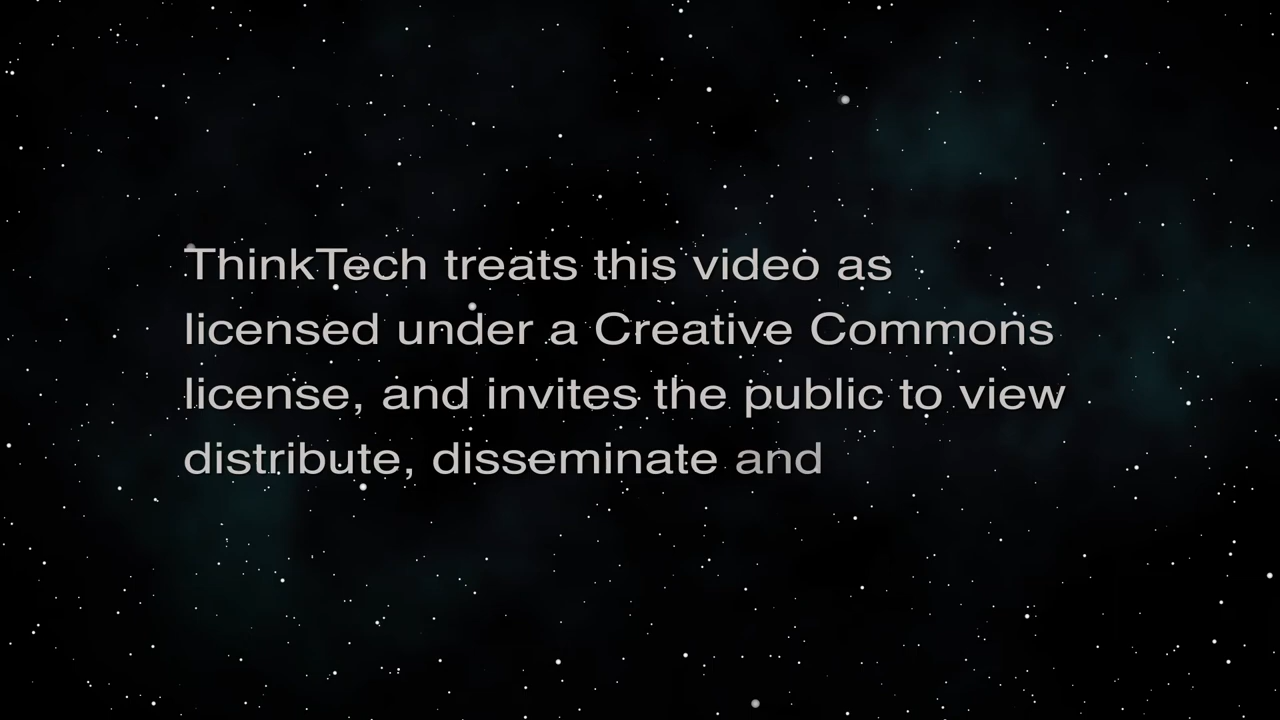 ThinkTech treats this video as
licensed under a Creative Commons
license, and invites the public to view
distribute, disseminate and